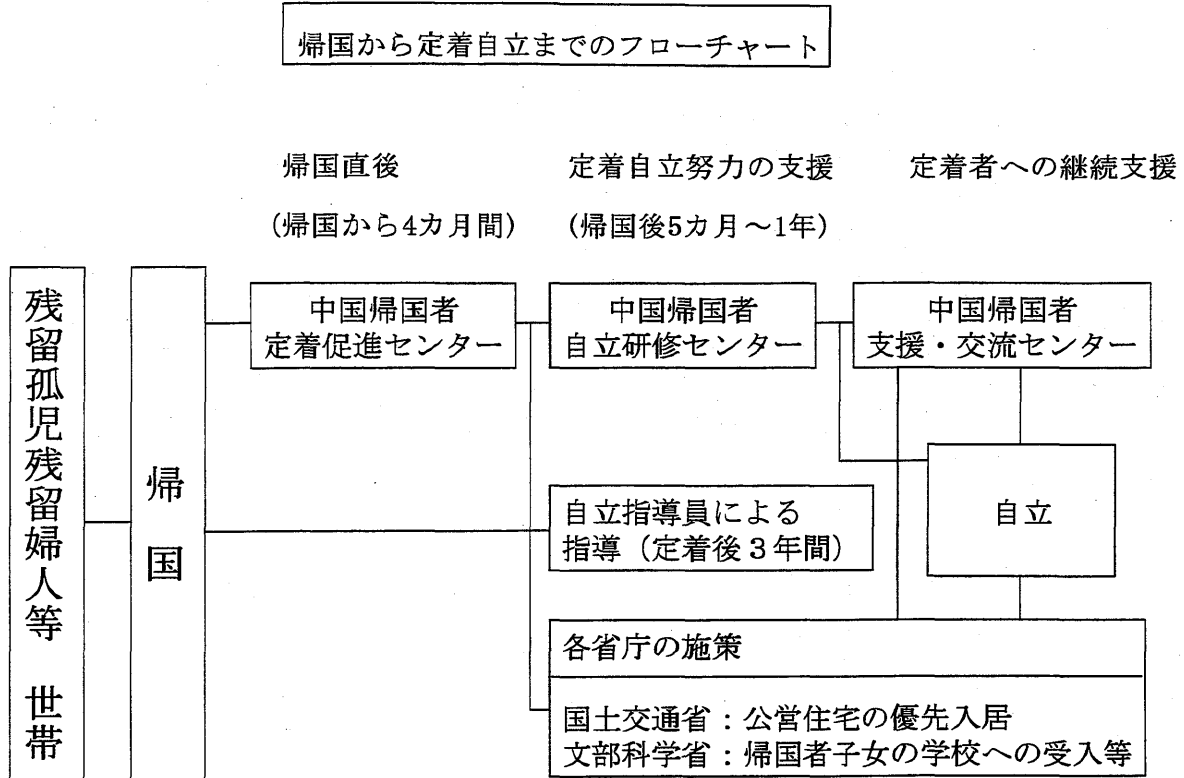 帰国から定着自立までのフローチャート
帰国直後
定着自立努力の支援
定着者への継続支援
(帰国から4カ月間)
(帰国後5カ月～1年)
残留孤児残留婦人等　世帯
帰国
中国帰国者
定着促進センター
中国帰国者
自立研修センター
中国帰国者
支援・交流センター
自立指導員による
指導（定着後３年間）
自立
各省庁の施策
国土交通省：公営住宅の優先入居
文部科学省：帰国者子女の学校への受入等